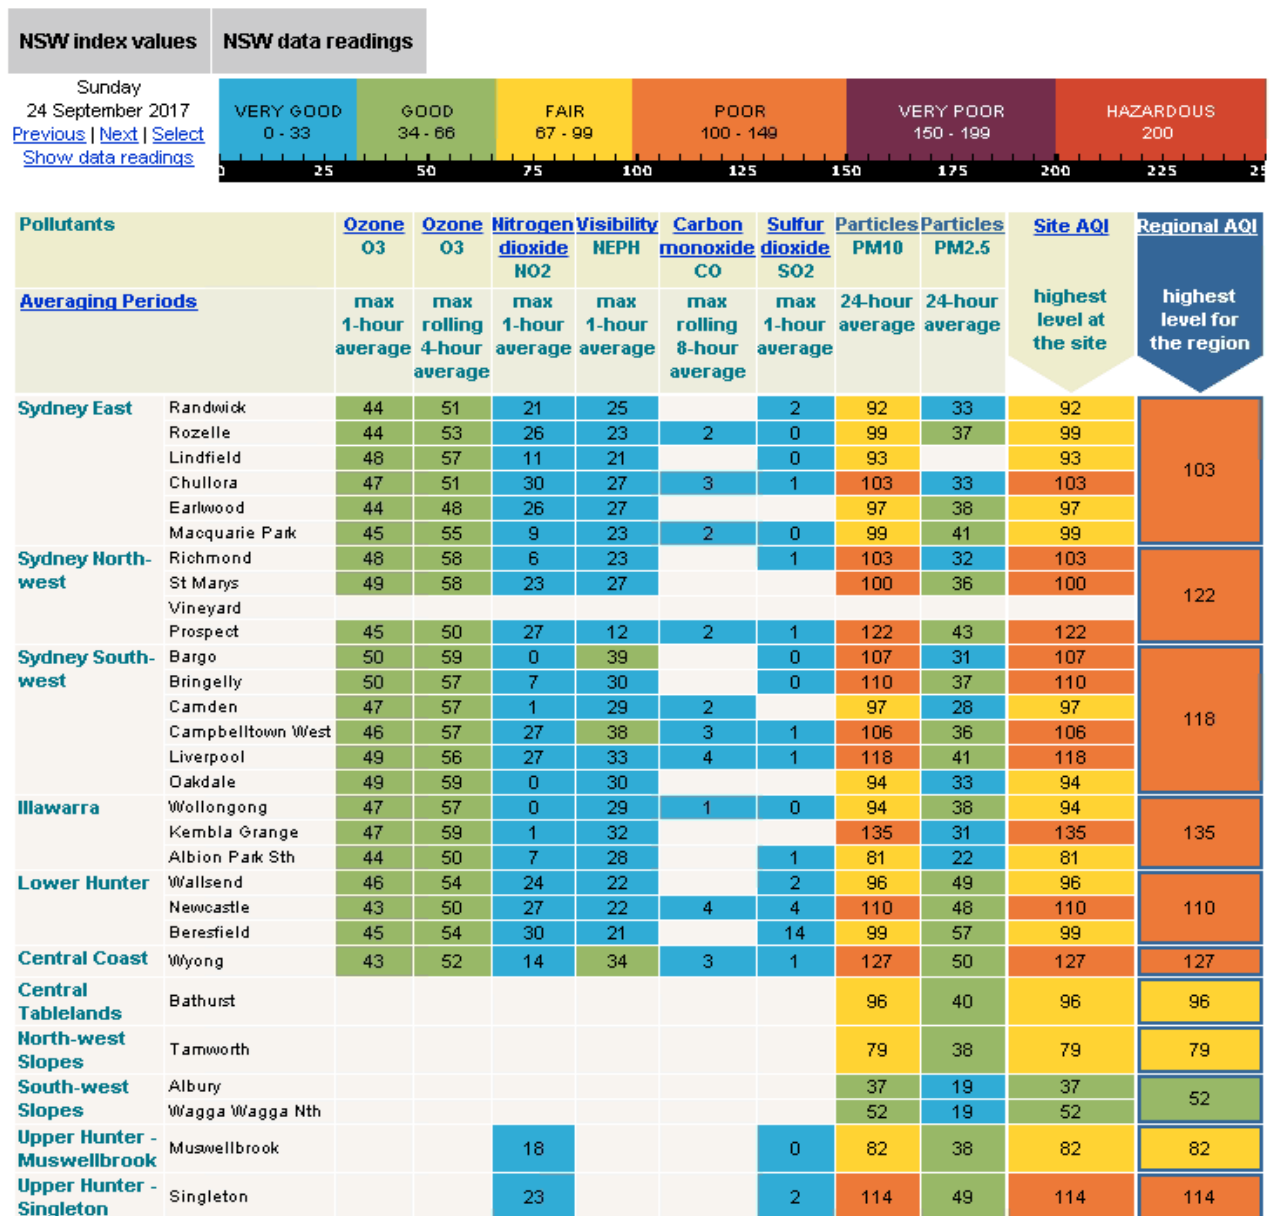 NSW index values NSW data readings
Sunday
24 September 2017
Previous | Next | Select
Show data readings
VERY GOOD GOOD FAIR POOR VERY POOR HAZARDOUS
0 - 33 34 - 66 67 - 99 100 - 149 150 - 199 200
0 25 50 75 100 125 150 175 200 225 25
Pollutants Ozone Ozone Nitrogen Visibility Carbon Sulfur Particles Particles Site AQI Regional AQI
O3 O3 dioxide NEPH monoxide dioxide PM10 PM2.5
NO2 CO SO2
Averaging Periods max max max max max max 24-hour 24-hour highest highest
1-hour rolling 1-hour 1-hour rolling 1-hour average average level at level for
average 4-hour average average 8-hour average the site the region
average average
Sydney East Randwick 44 51 21 25 2 92 33 92
Rozelle 44 53 26 23 2 0 99 37 99
Lindfield 48 57 11 21 0 93 93
Chullora 47 51 30 27 3 1 103 33 103 103
Earlwood 44 48 26 27 97 38 97
Macquarie Park 45 55 9 23 2 0 99 41 99
Sydney North- Richmond 48 58 6 23 1 103 32 103
west St Marys 49 58 23 27 100 36 100 122
Vineyard
Prospect 45 50 27 12 2 1 122 43 122
Sydney South- Bargo 50 59 0 39 0 107 31 107
west Bringelly 50 57 7 30 0 110 37 110
Camden 47 57 1 29 2 97 28 97
Campbelltown West 46 57 27 38 3 1 106 36 106 118
Liverpool 49 56 27 33 4 1 118 41 118
Oakdale 49 59 0 30 94 33 94
Illawarra Wollongong 47 57 0 29 1 0 94 38 94
Kembla Grange 47 59 1 32 135 31 135 135
Albion Park Sth 44 50 7 28 1 81 22 81
Lower Hunter Wallsend 46 54 24 22 2 96 49 96
Newcastle 43 50 27 22 4 4 110 48 110 110
Beresfield 45 54 30 21 14 99 57 99
Central Coast Wyong 43 52 14 34 3 1 127 50 127 127
Central
Tablelands Bathurst 96 40 96 96
North-west
Slopes Tamworth 79 38 79 79
South-west Albury 37 19 37 52
Slopes Wagga Wagga Nth 52 19 52
Upper Hunter -
Muswellbrook Muswellbrook 18 0 82 38 82 82
Upper Hunter -
Singleton Singleton 23 2 114 49 114 114